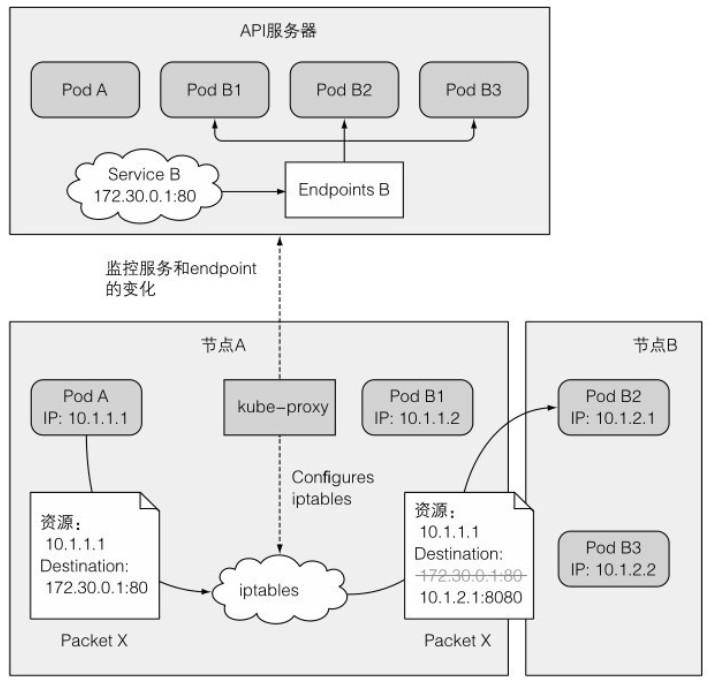 API服务器
Pod A
Pod B1
Pod B2
Pod B3
Service B
172.30.0.1:80
Endpoints B
监控服务和endpoint
的变化
节点A
节点B
Pod A
IP: 10.1.1.1
kube-proxy
Pod B1
IP: 10.1.1.2
Pod B2
IP: 10.1.2.1
Configures
iptables
资源：
10.1.1.1
Destination:
172.30.0.1:80
Packet X
iptables
资源：
10.1.1.1
Destination:
172.30.0.1:80
10.1.2.1:8080
Packet X
Pod B3
IP: 10.1.2.2